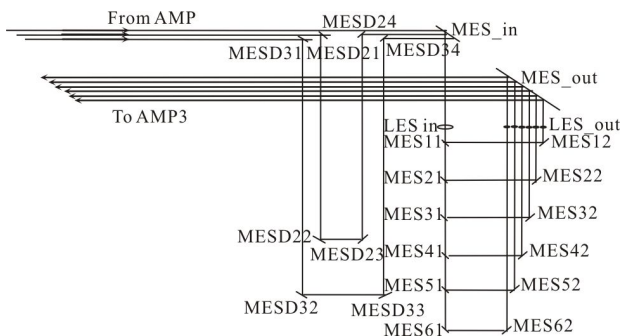 From AMP
MESD24
MES_in
MESD31
MESD21
MESD34
MES_out
To AMP3
LES in
LES_out
MES11
MES12
MES21
MES22
MES31
MES32
MESD22
MESD23
MES41
MES42
MES51
MES52
MESD32
MESD33
MES61
MES62